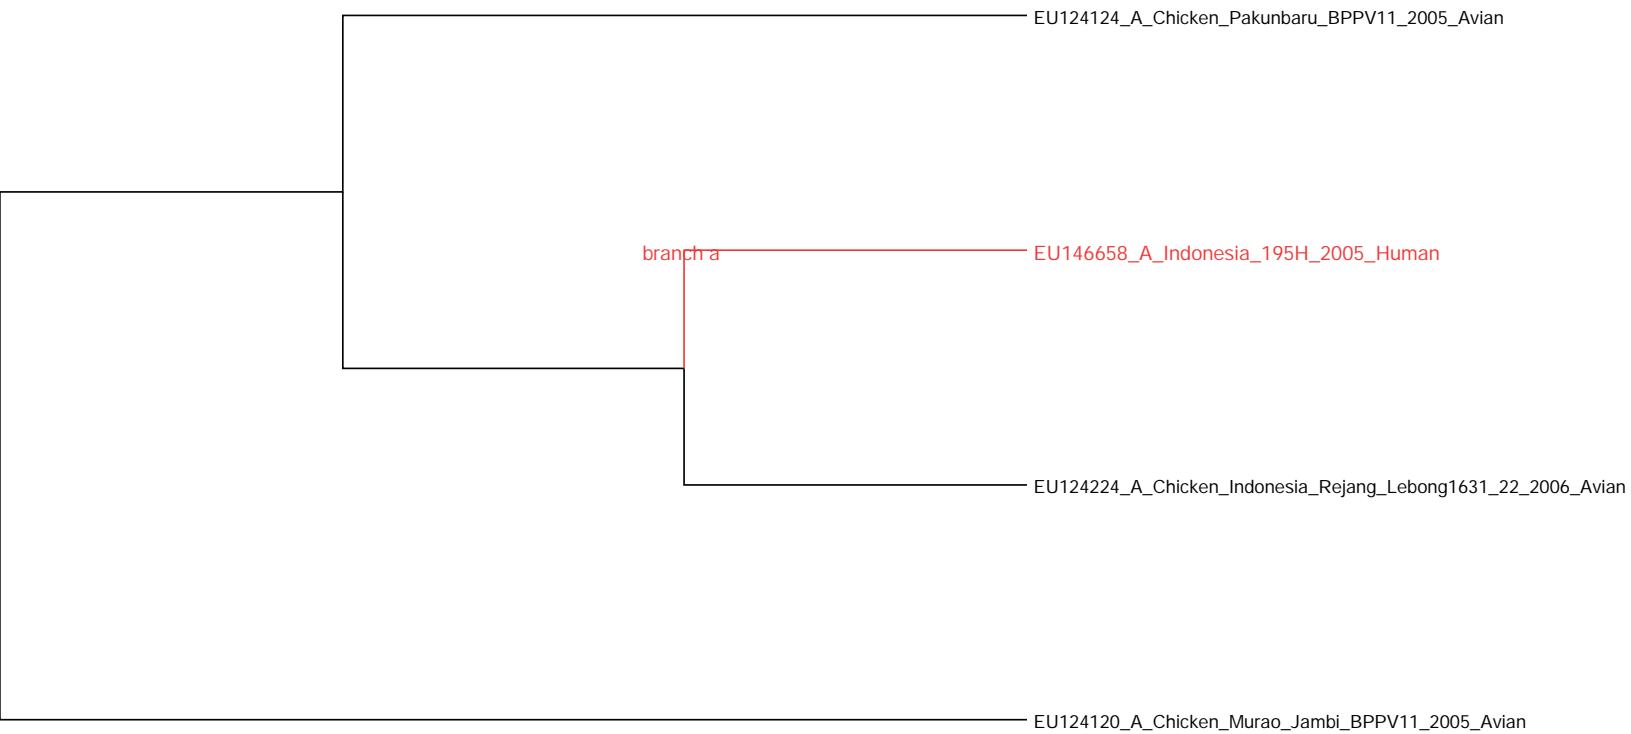 EU124124_A_Chicken_Pakunbaru_BPPV11_2005_Avian
branch a
EU146658_A_Indonesia_195H_2005_Human
EU124224_A_Chicken_Indonesia_Rejang_Lebong1631_22_2006_Avian
EU124120_A_Chicken_Murao_Jambi_BPPV11_2005_Avian